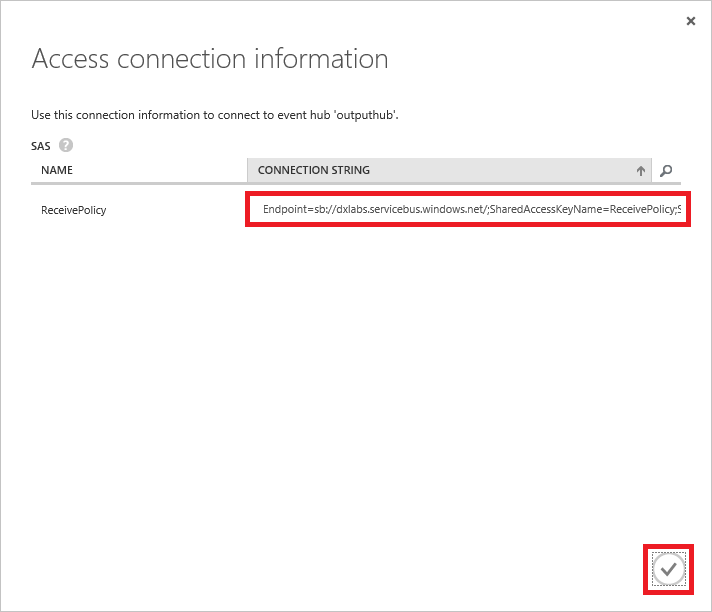 Access connection information
Use this connection information to connect to event hub 'outputhub'.
SAS ?
NAME CONNECTION STRING
ReceivePolicy Endpoint=sb://dxlabs.servicebus.windows.net/;SharedAccessKeyName=ReceivePolicy;S